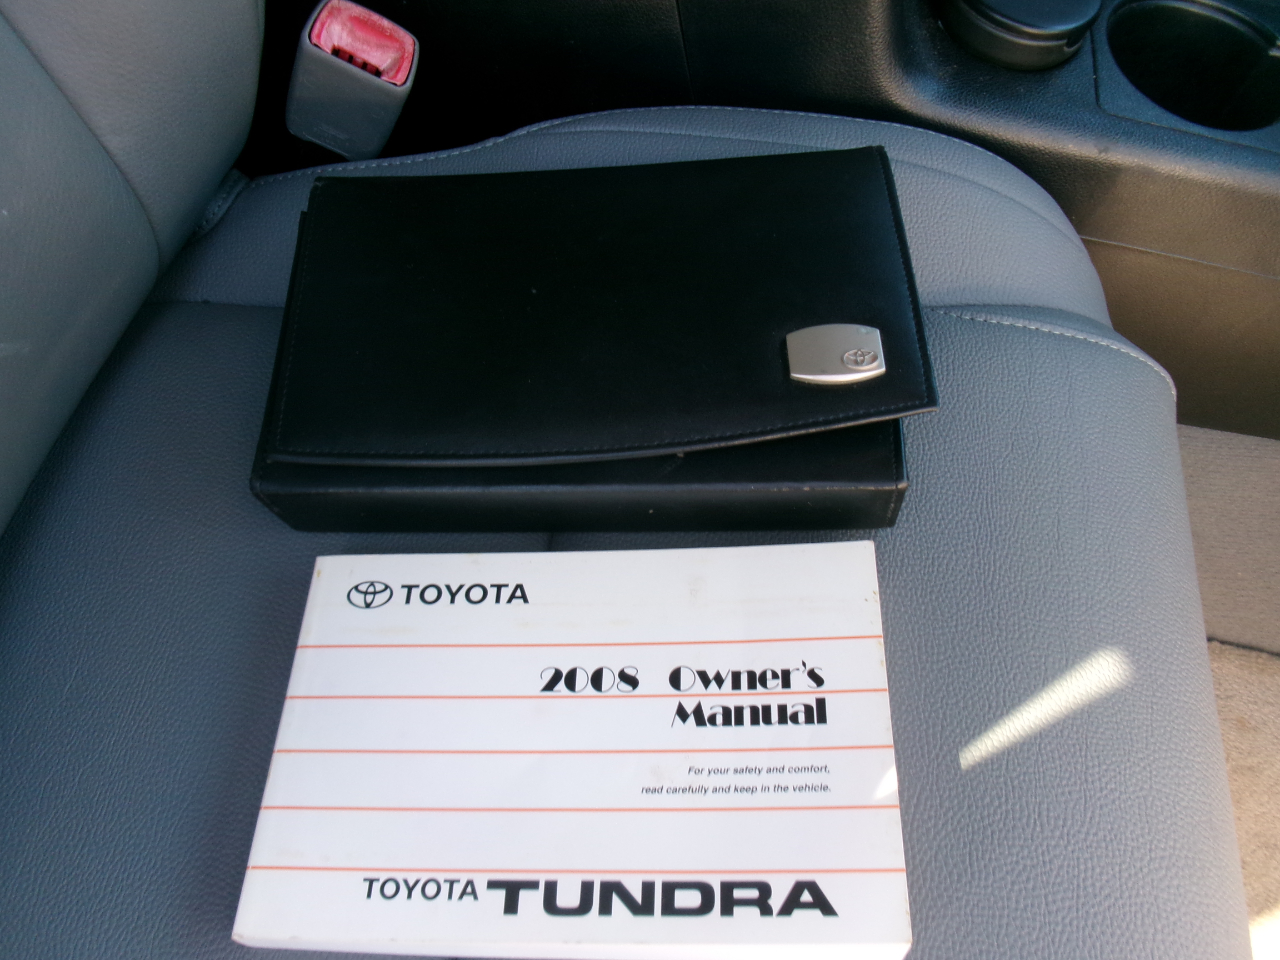 TOYOTA
2008 Owner's
Manual
For your safety and comfort,
read carefully and keep in the vehicle.
TOYOTA TUNDRA